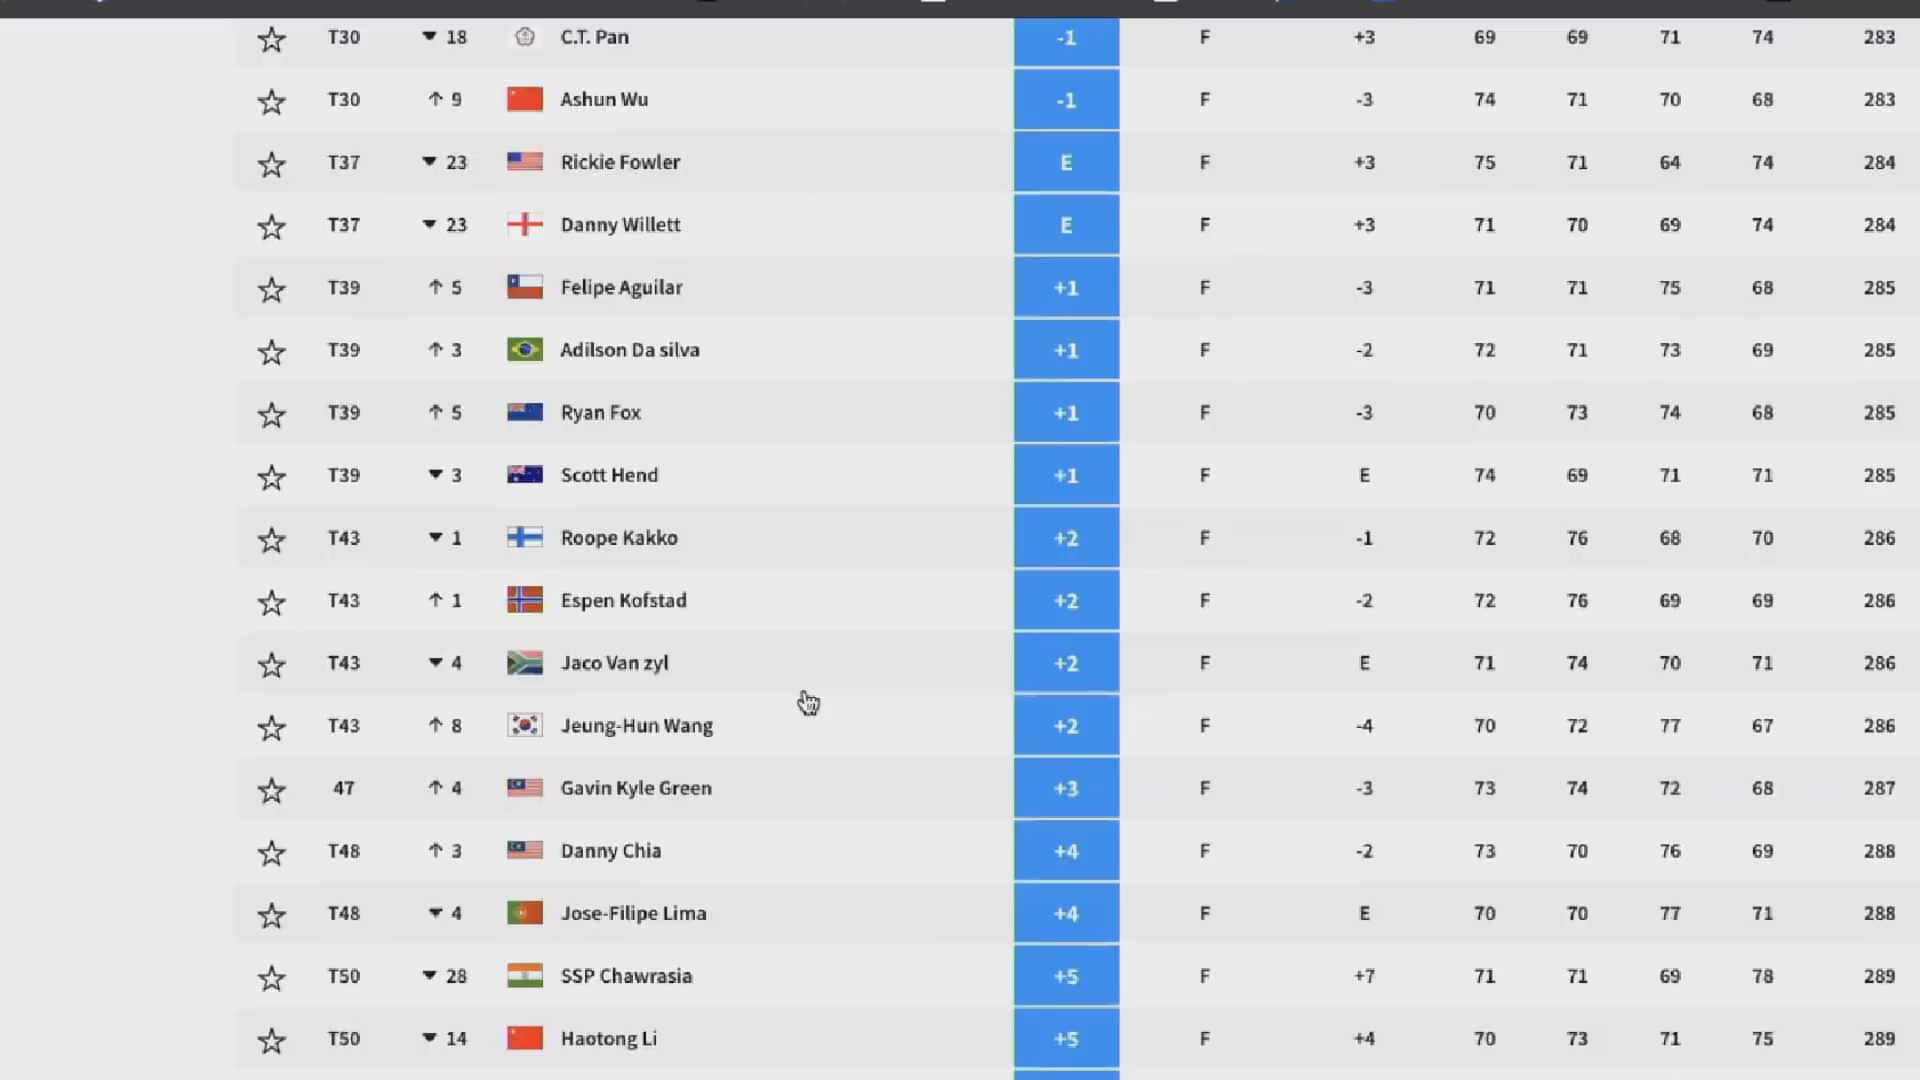 T30 18 C.T. Pan -1 F +3 69 69 71 74 283
T30 9 Ashun Wu -1 F -3 74 71 70 68 283
T37 23 Rickie Fowler E F +3 75 71 64 74 284
T37 23 Danny Willett E F +3 71 70 69 74 284
T39 5 Felipe Aguilar +1 F -3 71 71 75 68 285
T39 3 Adilson Da silva +1 F -2 72 71 73 69 285
T39 5 Ryan Fox +1 F -3 70 73 74 68 285
T39 3 Scott Hend +1 F E 74 69 71 71 285
T43 1 Roope Kakko +2 F -1 72 76 68 70 286
T43 1 Espen Kofstad +2 F -2 72 76 69 69 286
T43 4 Jaco Van zyl +2 F E 71 74 70 71 286
T43 8 Jeung-Hun Wang +2 F -4 70 72 77 67 286
47 4 Gavin Kyle Green +3 F -3 73 74 72 68 287
T48 3 Danny Chia +4 F -2 73 70 76 69 288
T48 4 Jose-Filipe Lima +4 F E 70 70 77 71 288
T50 28 SSP Chawrasia +5 F +7 71 71 69 78 289
T50 14 Haotong Li +5 F +4 70 73 71 75 289